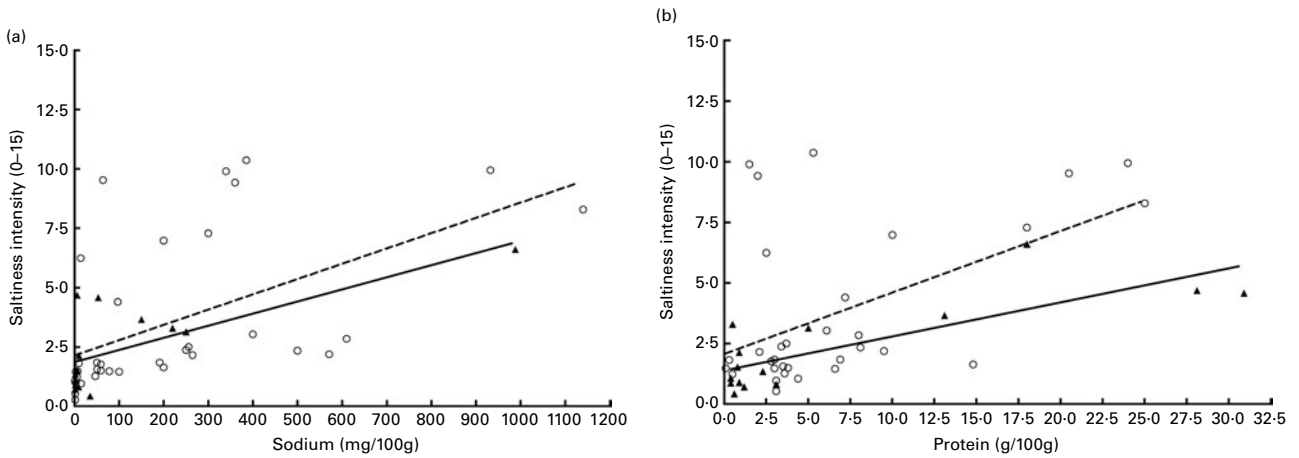 (a)
15·0
12·5
10·0
7·5
5·0
2·5
0·0
Saltiness intensity (0–15)
0 100 200 300 400 500 600 700 800 900 1000 1100 1200
Sodium (mg/100g)
(b)
15·0
12·5
10·0
7·5
5·0
2·5
0·0
Saltiness intensity (0–15)
0·0 2·5 5·0 7·5 10·0 12·5 15·0 17·5 20·0 22·5 25·0 27·5 30·0 32·5
Protein (g/100g)